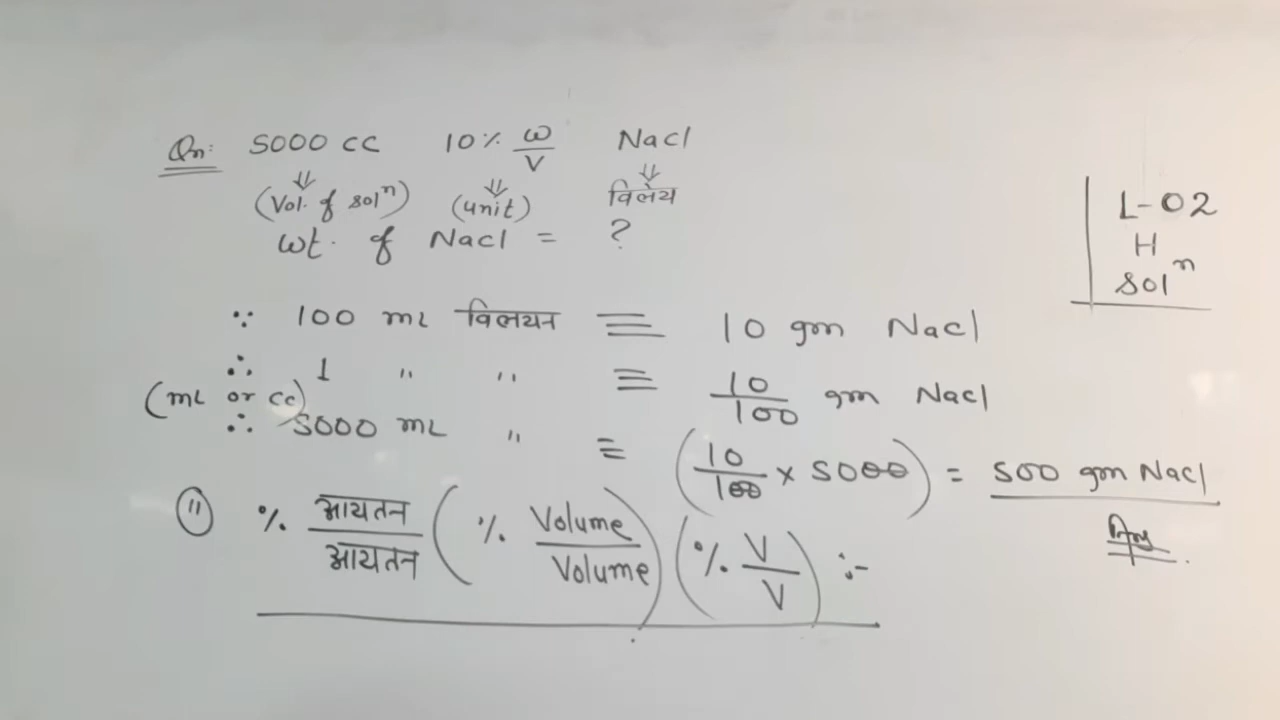 Qn: 5000 cc 10% w/V NaCl
⇓ ⇓ ⇓
(Vol. of solⁿ) (unit) विलेय
wt. of NaCl = ?
L-02
H
solⁿ
∵ 100 mL विलयन ≡ 10 gm NaCl
∴ 1 " " ≡ 10/100 gm NaCl
(mL or cc)
∴ 5000 mL " ≡ (10/100 × 5000) = 500 gm NaCl
Ans.
(11) % आयतन/आयतन (% Volume/Volume) (% V/V) :-